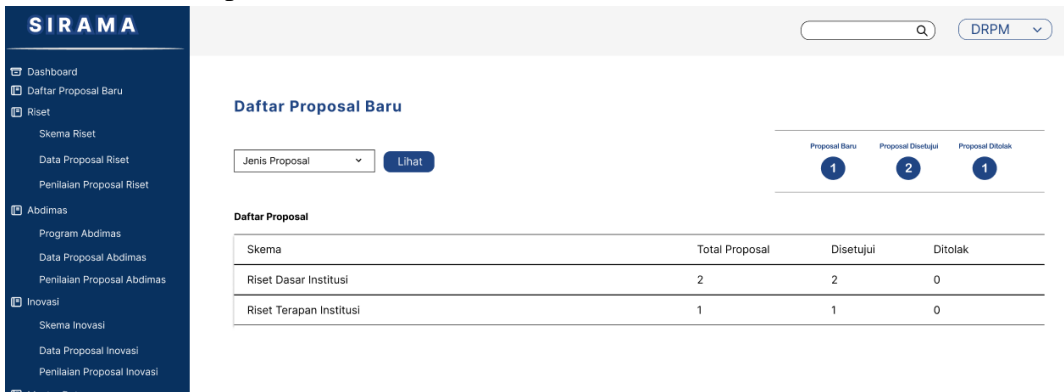 SIRAMA
DRPM
Dashboard
Daftar Proposal Baru
Riset
Skema Riset
Data Proposal Riset
Penilaian Proposal Riset
Abdimas
Program Abdimas
Data Proposal Abdimas
Penilaian Proposal Abdimas
Inovasi
Skema Inovasi
Data Proposal Inovasi
Penilaian Proposal Inovasi
Daftar Proposal Baru
Jenis Proposal Lihat
Proposal Baru Proposal Disetujui Proposal Ditolak
1 2 1
Daftar Proposal
Skema Total Proposal Disetujui Ditolak
Riset Dasar Institusi 2 2 0
Riset Terapan Institusi 1 1 0